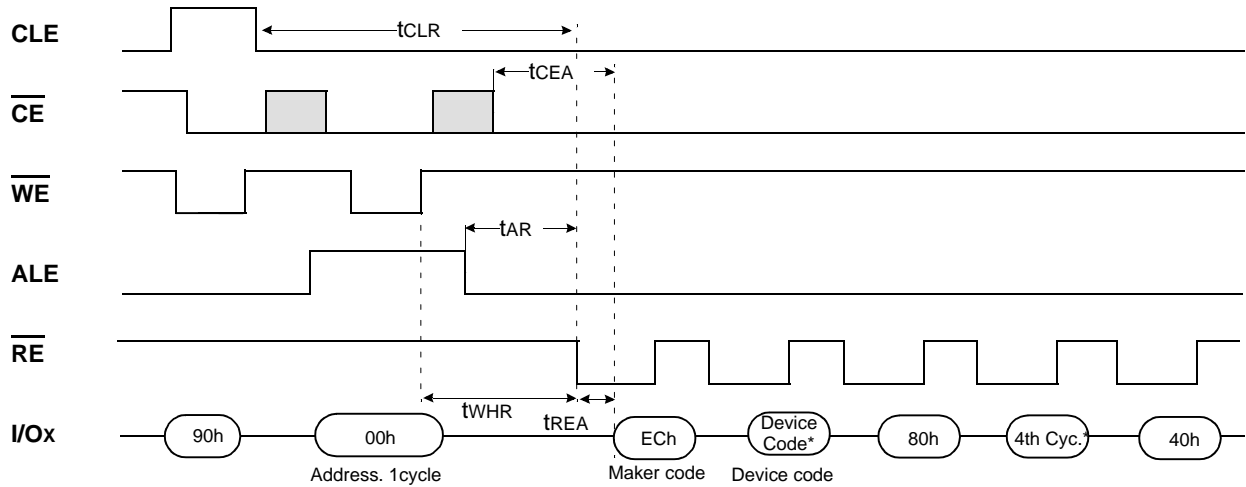 CLE
tCLR
tCEA
CE
WE
tAR
ALE
RE
tWHR
tREA
I/Ox
90h
00h
ECh
Device
Code*
80h
4th Cyc.*
40h
Address. 1cycle
Maker code
Device code